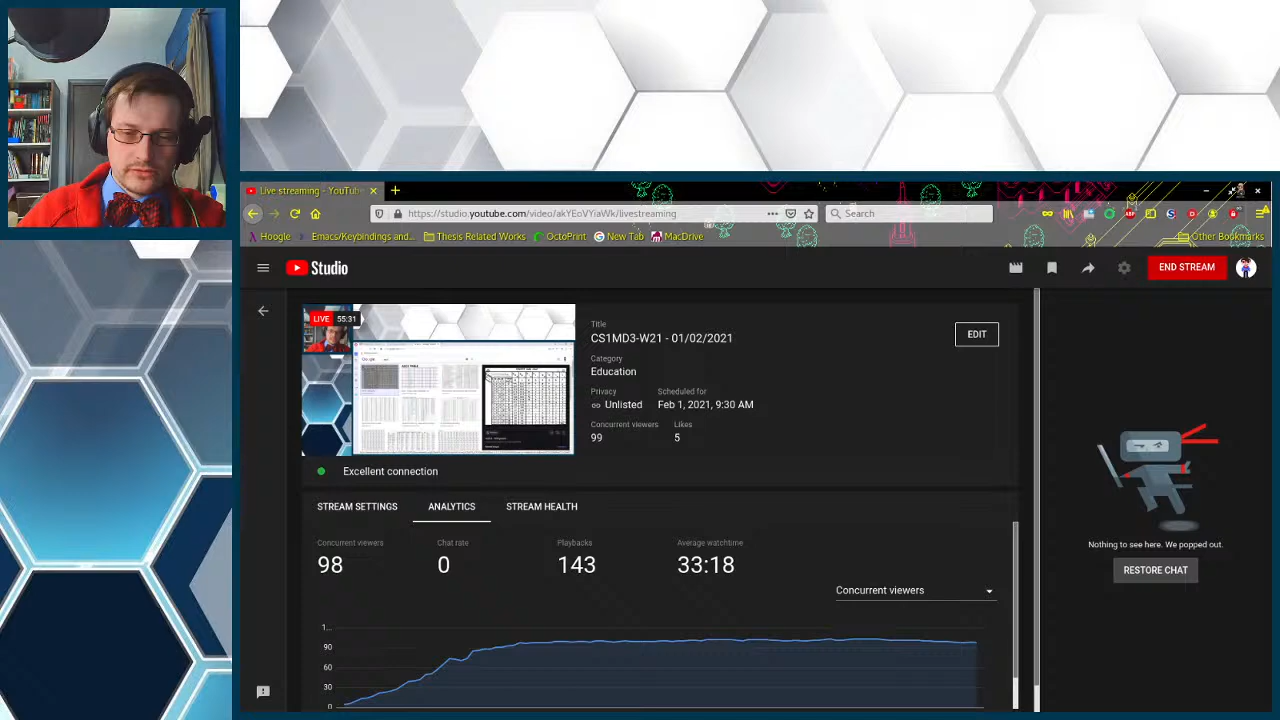 Live streaming - YouTube
https://studio.youtube.com/video/akYEoVYiaWk/livestreaming
Search
Hoogle
Emacs/Keybindings and...
Thesis Related Works
OctoPrint
New Tab
MacDrive
Other Bookmarks
Studio
END STREAM
LIVE 55:31
Title
CS1MD3-W21 - 01/02/2021
EDIT
Category
Education
Privacy
Scheduled for
Unlisted
Feb 1, 2021, 9:30 AM
Concurrent viewers
Likes
99
5
Excellent connection
STREAM SETTINGS
ANALYTICS
STREAM HEALTH
Concurrent viewers
Chat rate
Playbacks
Average watchtime
98
0
143
33:18
Concurrent viewers
1...
90
60
30
0
Nothing to see here. We popped out.
RESTORE CHAT